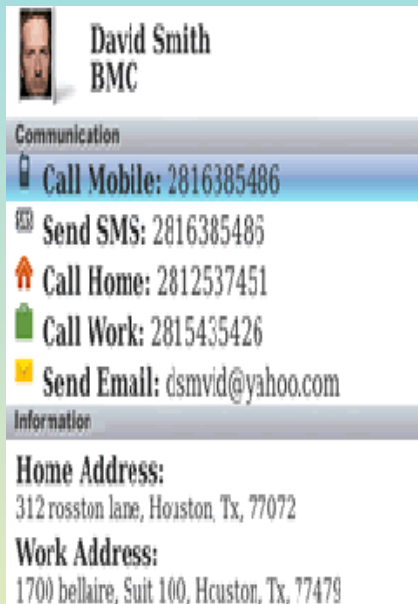 David Smith
BMC
Communication
Call Mobile: 2816385486
Send SMS: 2816385486
Call Home: 2812537451
Call Work: 2815435426
Send Email: dsmvid@yahoo.com
Information
Home Address:
312 rosston lane, Houston, Tx, 77072
Work Address:
1700 bellaire, Suit 100, Houston, Tx, 77479